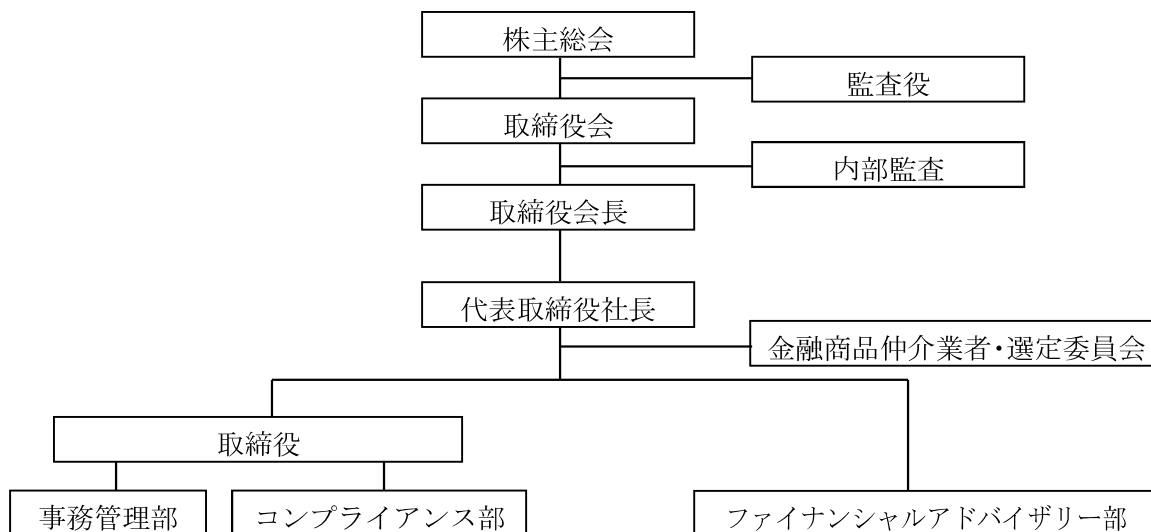 株主総会
監査役
取締役会
内部監査
取締役会長
代表取締役社長
金融商品仲介業者・選定委員会
取締役
事務管理部
コンプライアンス部
ファイナンシャルアドバイザリー部